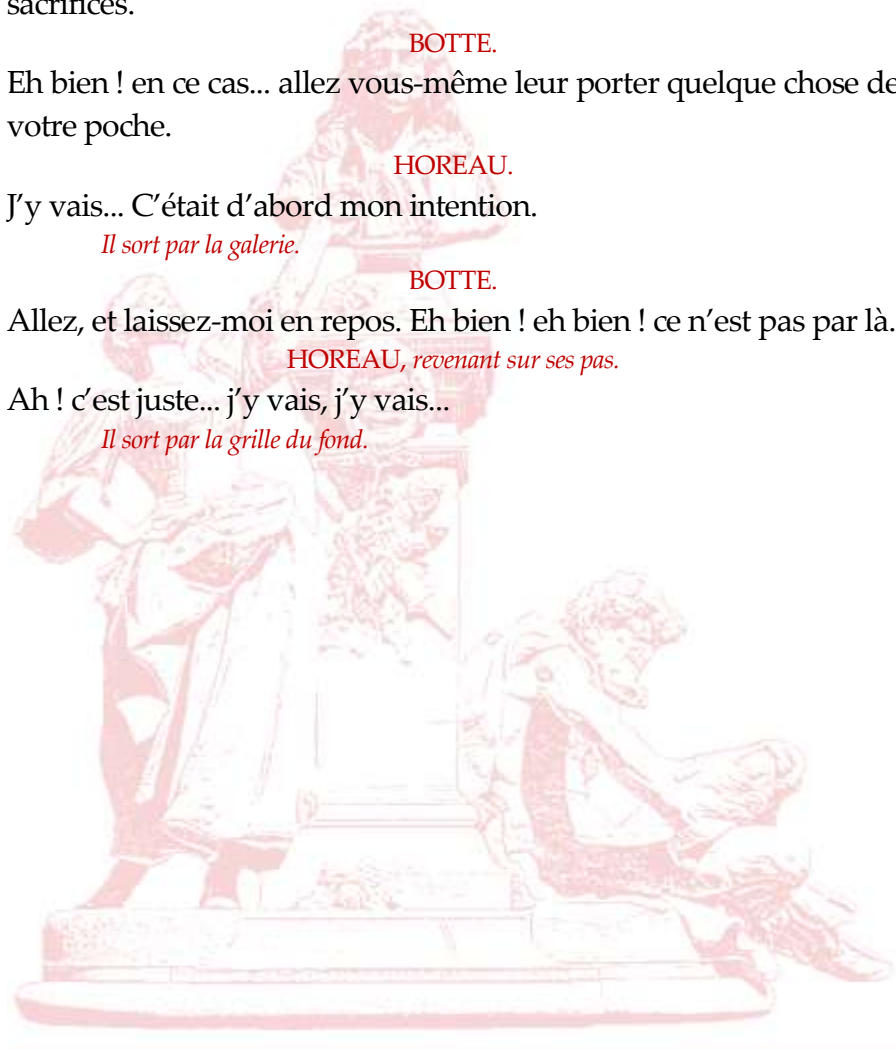 sacrifices.
BOTTE.
Eh bien ! en ce cas... allez vous-même leur porter quelque chose de
votre poche.
HOREAU.
J’y vais... C’était d’abord mon intention.
Il sort par la galerie.
BOTTE.
Allez, et laissez-moi en repos. Eh bien ! eh bien ! ce n’est pas par là.
HOREAU, revenant sur ses pas.
Ah ! c’est juste... j’y vais, j’y vais...
Il sort par la grille du fond.